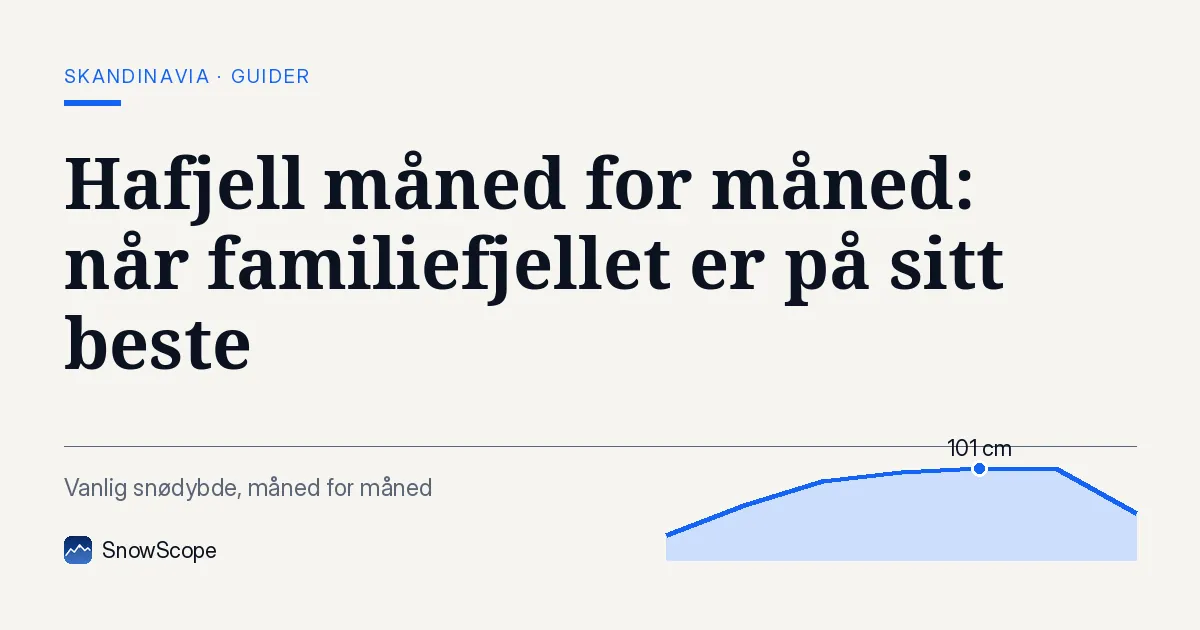 SKANDINAVIA · GUIDER
Hafjell måned for måned:
når familiefjellet er på sitt
beste
101 cm
Vanlig snødybde, måned for måned
SnowScope